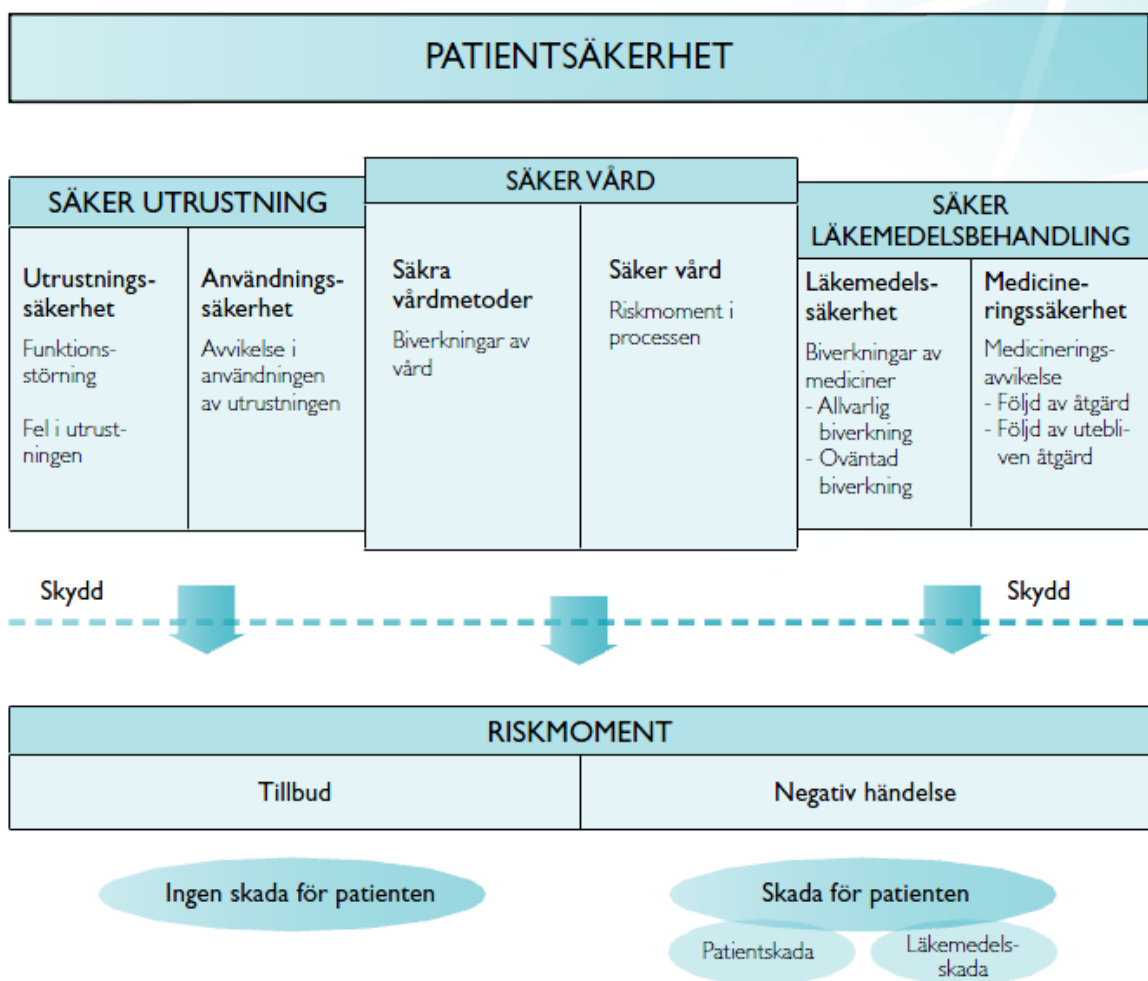 PATIENTSÄKERHET
SÄKER UTRUSTNING
Utrustnings-
säkerhet
Funktions-
störning
Fel i utrust-
ningen
Användnings-
säkerhet
Avvikelse i
användningen
av utrustningen
SÄKER VÅRD
Säkra
vårdmetoder
Biverkningar av
vård
Säker vård
Riskmoment i
processen
SÄKER
LÄKEMEDELSBEHANDLING
Läkemedels-
säkerhet
Biverkningar av
mediciner
- Allvarlig
biverkning
- Oväntad
biverkning
Medicine-
ringssäkerhet
Medicinerings-
avvikelse
- Följd av åtgärd
- Följd av utebli-
ven åtgärd
Skydd
Skydd
RISKMOMENT
Tillbud
Negativ händelse
Ingen skada för patienten
Skada för patienten
Patientskada
Läkemedels-
skada